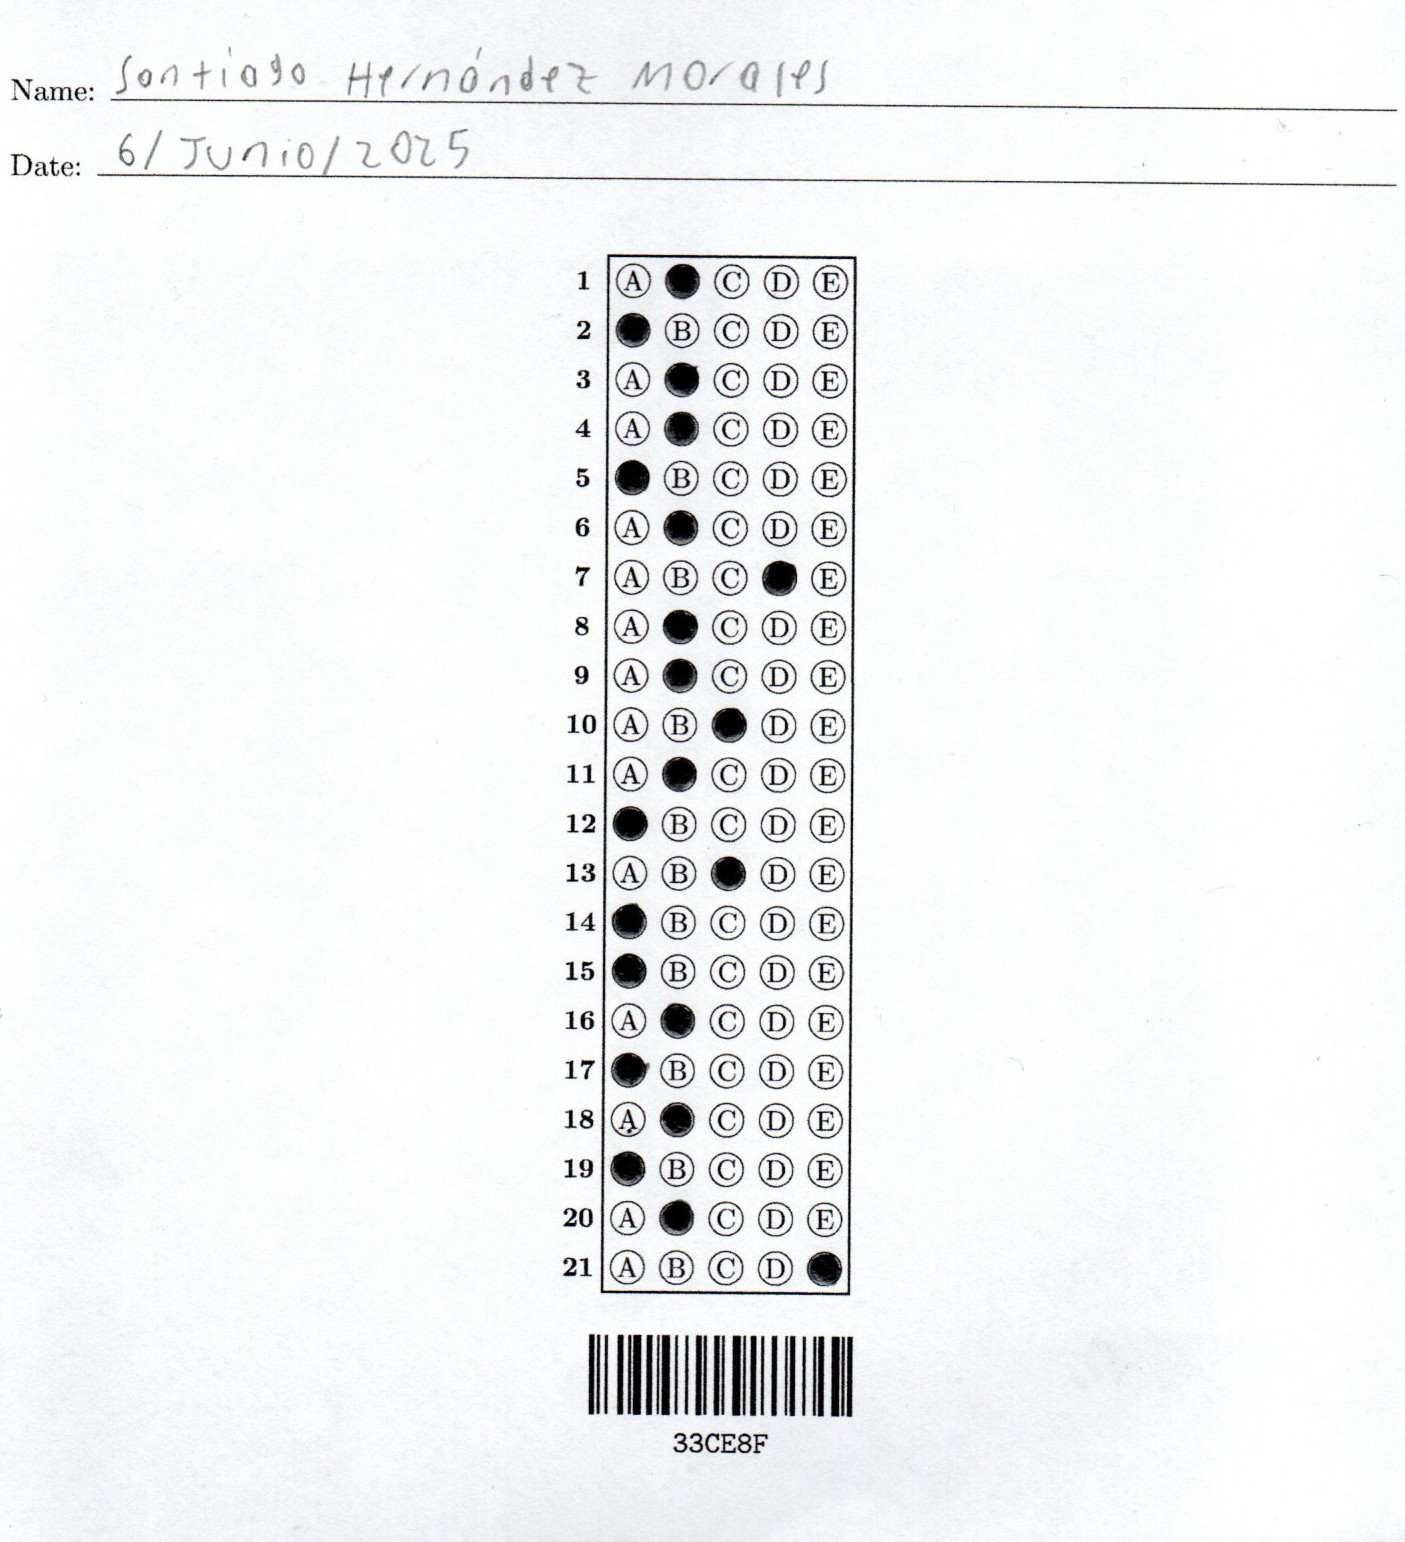 Name: Santiago Hernández Morales
Date: 6/Junio/2025
1 A C D E
2 B C D E
3 A C D E
4 A C D E
5 B C D E
6 A C D E
7 A B C E
8 A C D E
9 A C D E
10 A B D E
11 A C D E
12 B C D E
13 A B D E
14 B C D E
15 B C D E
16 A C D E
17 B C D E
18 A C D E
19 B C D E
20 A C D E
21 A B C D
33CE8F